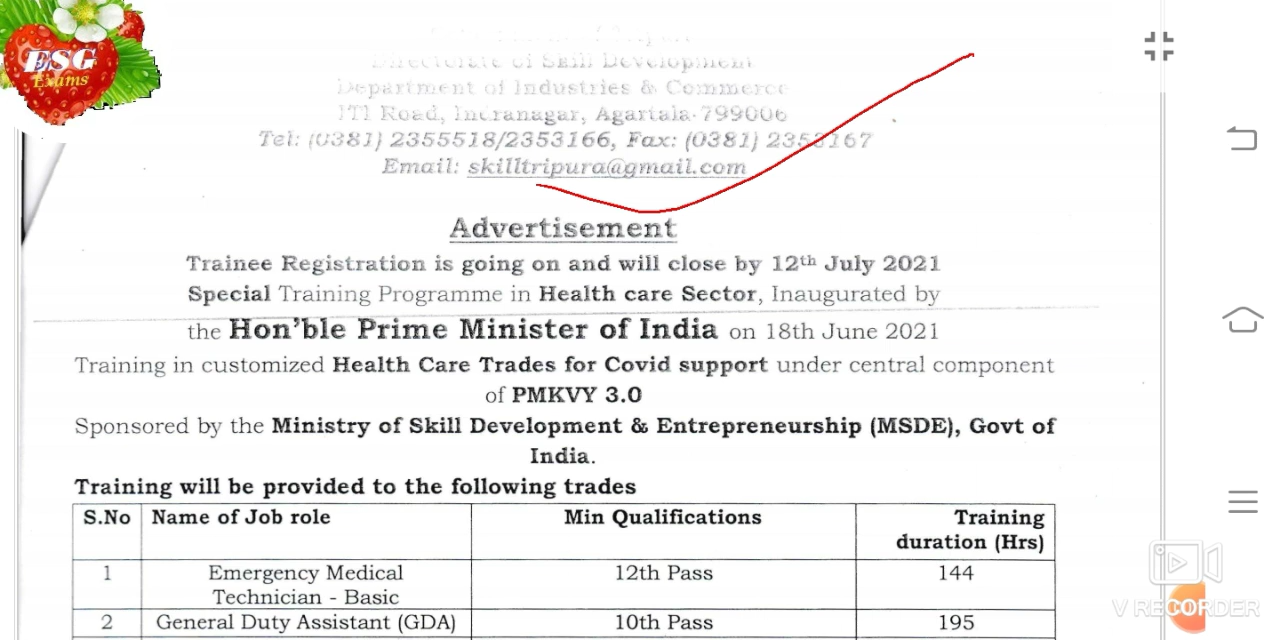 ESG
Exams
Directorate of Skill Development
Department of Industries & Commerce
ITI Road, Indranagar, Agartala-799006
Tel: (0381) 2355518/2353166, Fax: (0381) 2353167
Email: skilltripura@gmail.com
Advertisement
Trainee Registration is going on and will close by 12th July 2021
Special Training Programme in Health care Sector, Inaugurated by
the Hon'ble Prime Minister of India on 18th June 2021
Training in customized Health Care Trades for Covid support under central component
of PMKVY 3.0
Sponsored by the Ministry of Skill Development & Entrepreneurship (MSDE), Govt of
India.
Training will be provided to the following trades
S.No Name of Job role Min Qualifications Training
duration (Hrs)
1 Emergency Medical 12th Pass 144
Technician - Basic
2 General Duty Assistant (GDA) 10th Pass 195
V RECORDER